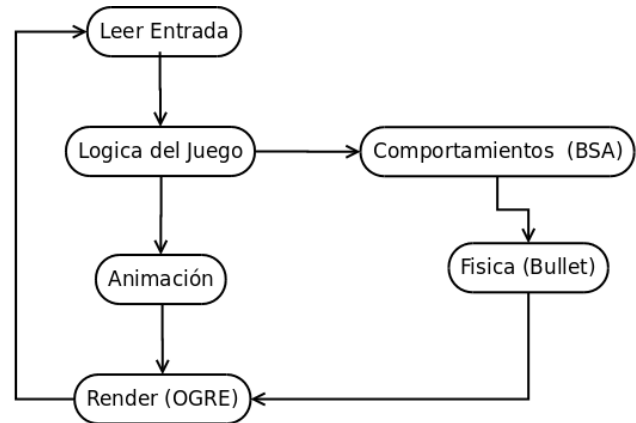 Leer Entrada
Logica del Juego
Comportamientos (BSA)
Animación
Fisica (Bullet)
Render (OGRE)